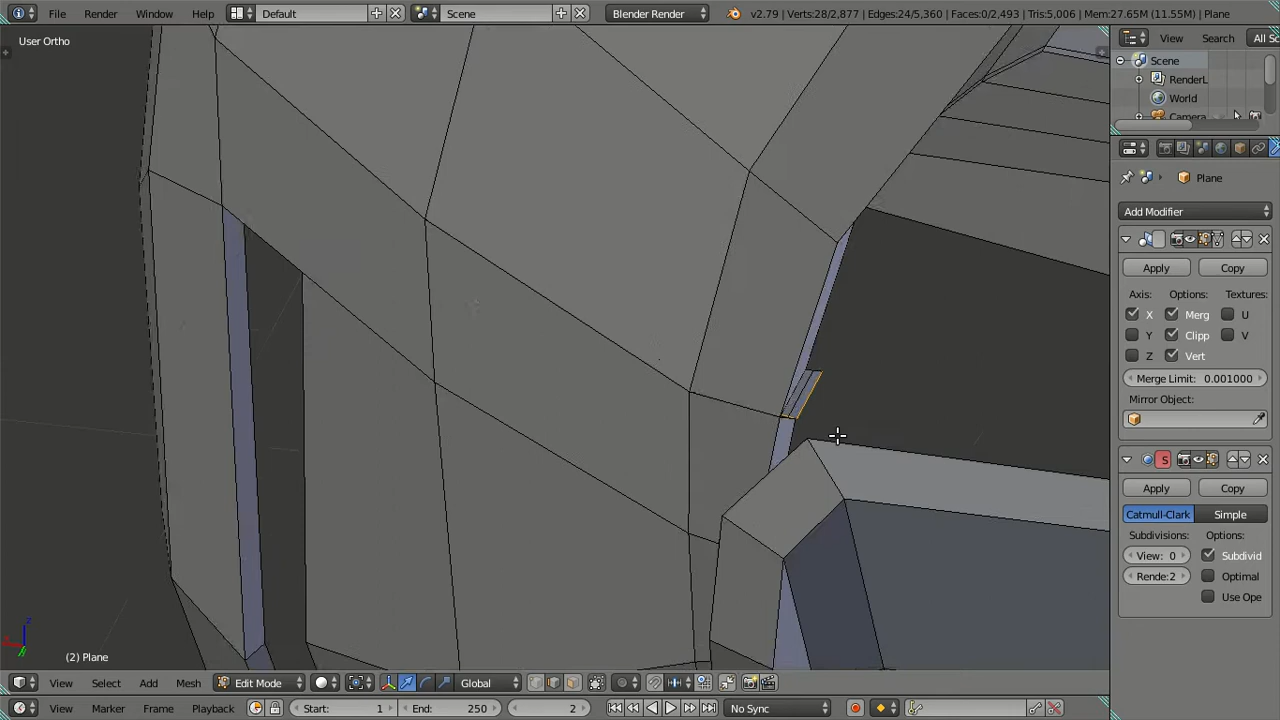 File Render Window Help Default Scene Blender Render v2.79 | Verts:28/2,877 | Edges:24/5,360 | Faces:0/2,493 | Tris:5,006 | Mem:27.65M (11.55M) | Plane
User Ortho
View Search All Sc
Scene
RenderL
World
Camera
Plane
Add Modifier
Apply Copy
Axis: Options: Textures:
X Merg U
Y Clipp V
Z Vert
Merge Limit: 0.001000
Mirror Object:
S
Apply Copy
Catmull-Clark Simple
Subdivisions: Options:
View: 0 Subdivid
Rende:2 Optimal
Use Ope
(2) Plane
View Select Add Mesh Edit Mode Global
View Marker Frame Playback Start: 1 End: 250 2 No Sync